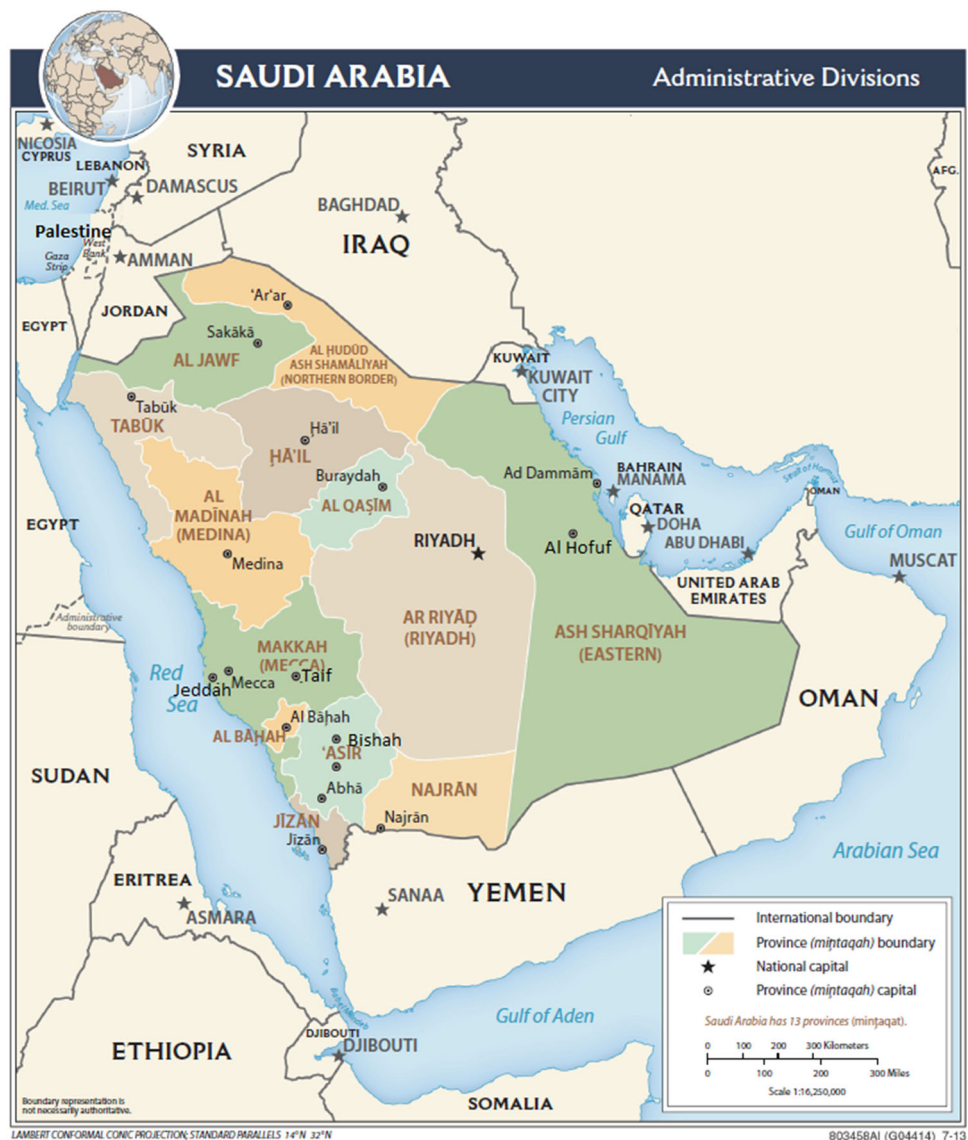 SAUDI ARABIA
Administrative Divisions
NICOSIA
CYPRUS
LEBANON
BEIRUT
Med. Sea
SYRIA
DAMASCUS
AFG.
BAGHDAD
IRAQ
Palestine
West
Bank
Gaza
Strip
AMMAN
JORDAN
EGYPT
'Ar'ar
Sakākā
AL JAWF
AL ḤUDŪD
ASH SHAMĀLĪYAH
(NORTHERN BORDER)
KUWAIT
KUWAIT
CITY
Tabūk
TABŪK
Ḥā'il
ḤĀ'IL
Persian
Gulf
Buraydah
AL QAṢĪM
Ad Dammām
BAHRAIN
MANAMA
Strait of Hormuz
OMAN
AL
MADĪNAH
(MEDINA)
Medina
EGYPT
RIYADH
Al Hofuf
QATAR
DOHA
ABU DHABI
Gulf of Oman
MUSCAT
UNITED ARAB
EMIRATES
AR RIYĀḌ
(RIYADH)
ASH SHARQĪYAH
(EASTERN)
Administrative
boundary
MAKKAH
(MECCA)
Taif
Mecca
Jeddah
Red
Sea
OMAN
Al Bāḥah
AL BĀḤAH
Bishah
'ASĪR
Abhā
NAJRĀN
Najrān
JĪZĀN
Jīzān
SUDAN
Arabian Sea
ERITREA
ASMARA
SANAA
YEMEN
Bab el Mandeb
DJIBOUTI
DJIBOUTI
Gulf of Aden
ETHIOPIA
SOMALIA
International boundary
Province (minṭaqah) boundary
National capital
Province (minṭaqah) capital
Saudi Arabia has 13 provinces (minṭaqat).
0 100 200 300 Kilometers
0 100 200 300 Miles
Scale 1:16,250,000
Boundary representation is
not necessarily authoritative.
LAMBERT CONFORMAL CONIC PROJECTION; STANDARD PARALLELS 14°N 32°N
803458AI (G04414) 7-13